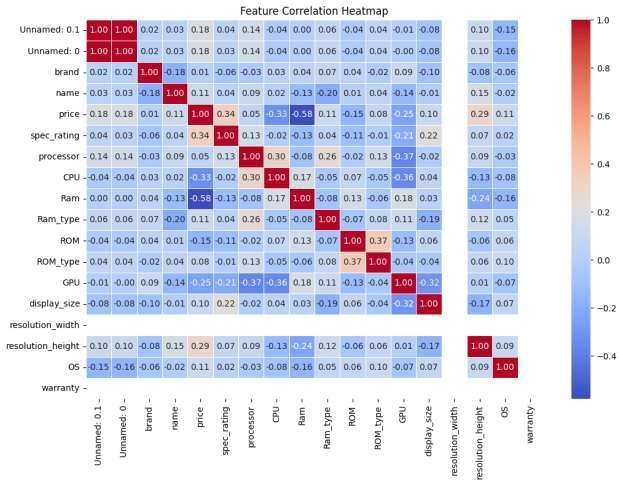 Feature Correlation Heatmap
Unnamed: 0.1 1.00 1.00 0.02 0.03 0.18 0.04 0.14 -0.04 0.00 0.06 -0.04 0.04 -0.01 -0.08 0.10 -0.15
Unnamed: 0 1.00 1.00 0.02 0.03 0.18 0.03 0.14 -0.04 0.00 0.06 -0.04 0.04 -0.00 -0.08 0.10 -0.16
brand 0.02 0.02 1.00 -0.18 0.01 -0.06 -0.03 0.03 0.04 0.07 0.04 -0.02 0.09 -0.10 -0.08 -0.06
name 0.03 0.03 -0.18 1.00 0.11 0.04 0.09 0.02 -0.13 -0.20 0.01 0.04 -0.14 -0.01 0.15 -0.02
price 0.18 0.18 0.01 0.11 1.00 0.34 0.05 -0.33 -0.58 0.11 -0.15 0.08 -0.25 0.10 0.29 0.11
spec_rating 0.04 0.03 -0.06 0.04 0.34 1.00 0.13 -0.02 -0.13 0.04 -0.11 -0.01 -0.21 0.22 0.07 0.02
processor 0.14 0.14 -0.03 0.09 0.05 0.13 1.00 0.30 -0.08 0.26 -0.02 0.13 -0.37 -0.02 0.09 -0.03
CPU -0.04 -0.04 0.03 0.02 -0.33 -0.02 0.30 1.00 0.17 -0.05 0.07 -0.05 -0.36 0.04 -0.13 -0.08
Ram 0.00 0.00 0.04 -0.13 -0.58 -0.13 -0.08 0.17 1.00 -0.08 0.13 -0.06 0.18 0.03 -0.24 -0.16
Ram_type 0.06 0.06 0.07 -0.20 0.11 0.04 0.26 -0.05 -0.08 1.00 -0.07 0.08 0.11 -0.19 0.12 0.05
ROM -0.04 -0.04 0.04 0.01 -0.15 -0.11 -0.02 0.07 0.13 -0.07 1.00 0.37 -0.13 0.06 -0.06 0.06
ROM_type 0.04 0.04 -0.02 0.04 0.08 -0.01 0.13 -0.05 -0.06 0.08 0.37 1.00 -0.04 -0.04 0.06 0.10
GPU -0.01 -0.00 0.09 -0.14 -0.25 -0.21 -0.37 -0.36 0.18 0.11 -0.13 -0.04 1.00 -0.32 0.01 -0.07
display_size -0.08 -0.08 -0.10 -0.01 0.10 0.22 -0.02 0.04 0.03 -0.19 0.06 -0.04 -0.32 1.00 -0.17 0.07
resolution_width
resolution_height 0.10 0.10 -0.08 0.15 0.29 0.07 0.09 -0.13 -0.24 0.12 -0.06 0.06 0.01 -0.17 1.00 0.09
OS -0.15 -0.16 -0.06 -0.02 0.11 0.02 -0.03 -0.08 -0.16 0.05 0.06 0.10 -0.07 0.07 0.09 1.00
warranty
Unnamed: 0.1 Unnamed: 0 brand name price spec_rating processor CPU Ram Ram_type ROM ROM_type GPU display_size resolution_width resolution_height OS warranty
1.0
0.8
0.6
0.4
0.2
0.0
−0.2
−0.4